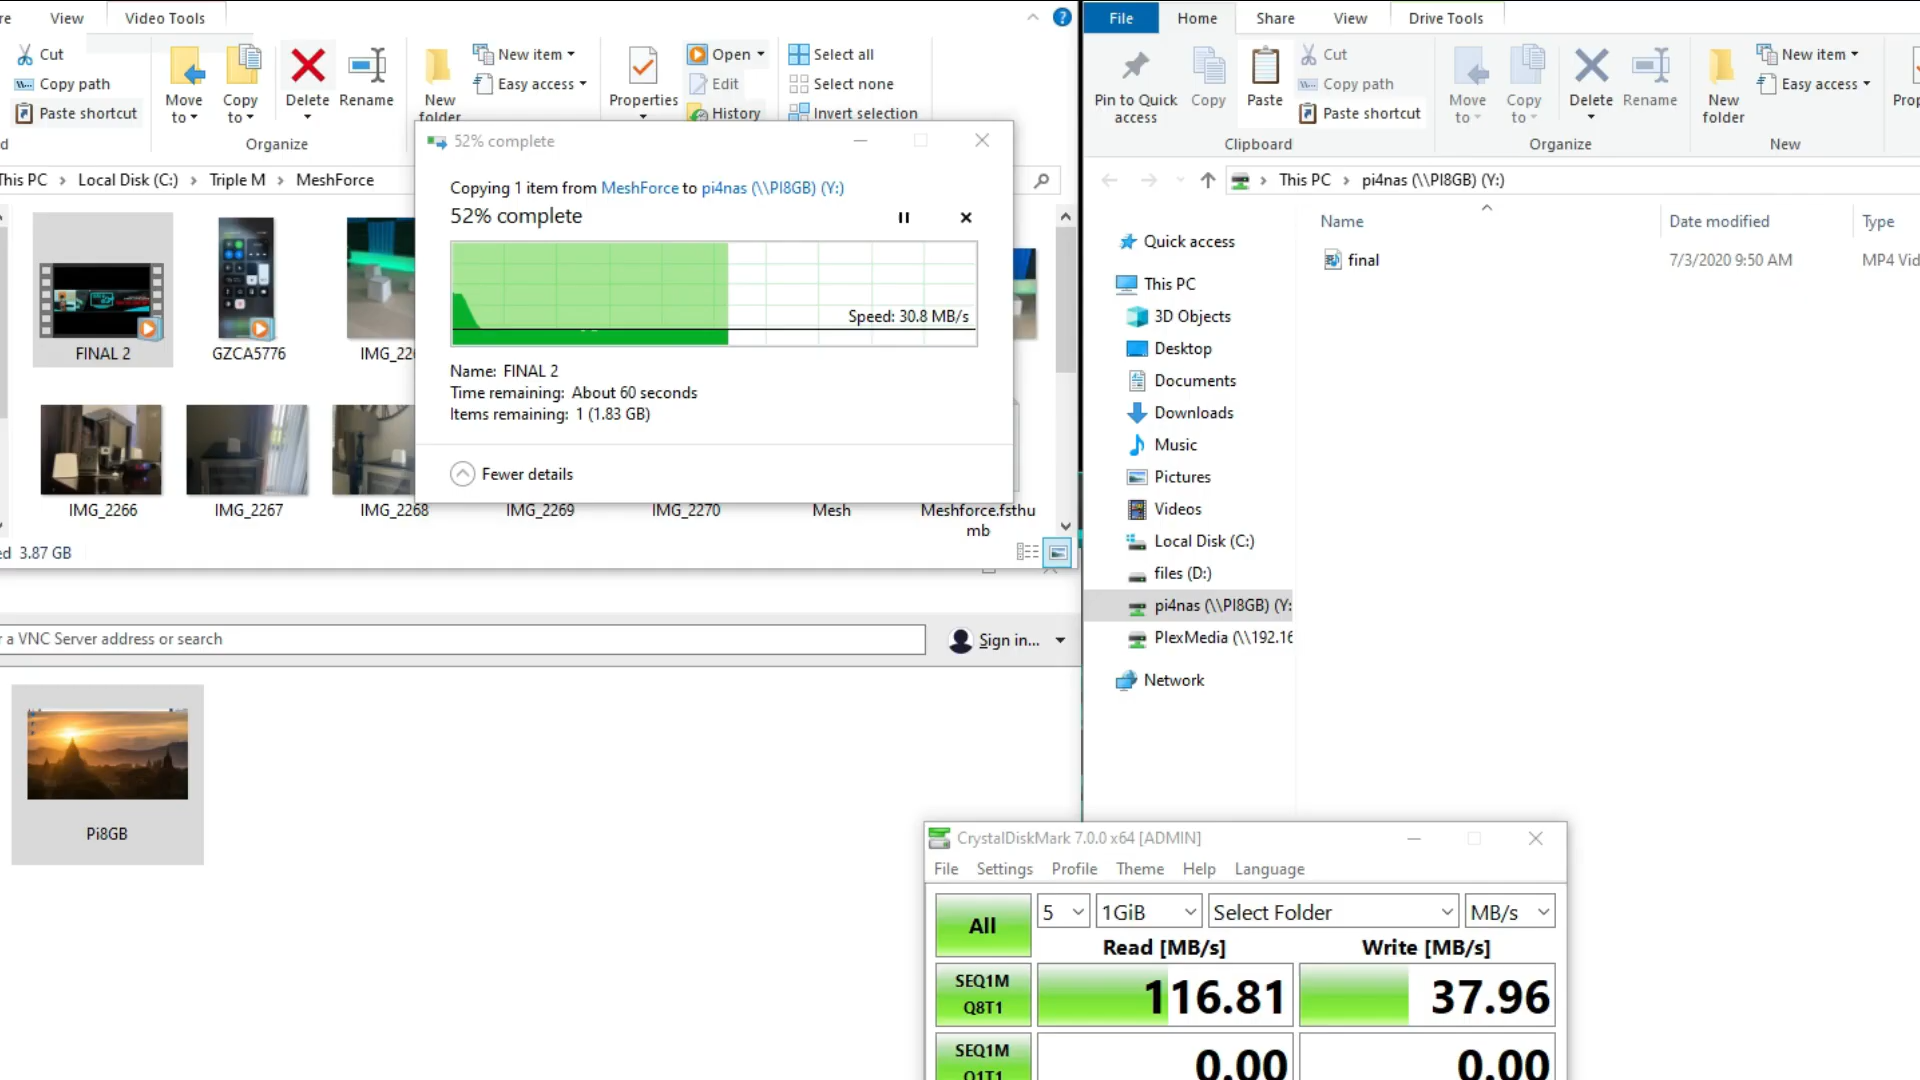 re
View
Video Tools
Cut
Copy path
Paste shortcut
d
Move
to
Copy
to
Delete
Rename
Organize
New
folder
New item
Easy access
Properties
Open
Edit
History
Select all
Select none
Invert selection
This PC > Local Disk (C:) > Triple M > MeshForce
52% complete
Copying 1 item from MeshForce to pi4nas (\\PI8GB) (Y:)
52% complete
Speed: 30.8 MB/s
Name: FINAL 2
Time remaining: About 60 seconds
Items remaining: 1 (1.83 GB)
Fewer details
FINAL 2
GZCA5776
IMG_226
IMG_2266
IMG_2267
IMG_2268
IMG_2269
IMG_2270
Mesh
Meshforce.fsthu
mb
ed 3.87 GB
r a VNC Server address or search
Sign in...
Pi8GB
File
Home
Share
View
Drive Tools
Pin to Quick
access
Copy
Paste
Cut
Copy path
Paste shortcut
Clipboard
Move
to
Copy
to
Delete
Rename
Organize
New
folder
New item
Easy access
New
Prop
This PC > pi4nas (\\PI8GB) (Y:)
Name
Date modified
Type
final
7/3/2020 9:50 AM
MP4 Vid
Quick access
This PC
3D Objects
Desktop
Documents
Downloads
Music
Pictures
Videos
Local Disk (C:)
files (D:)
pi4nas (\\PI8GB) (Y:
PlexMedia (\\192.16
Network
CrystalDiskMark 7.0.0 x64 [ADMIN]
File Settings Profile Theme Help Language
All
5
1GiB
Select Folder
MB/s
Read [MB/s]
Write [MB/s]
SEQ1M
Q8T1
116.81
37.96
SEQ1M
Q1T1
0.00
0.00